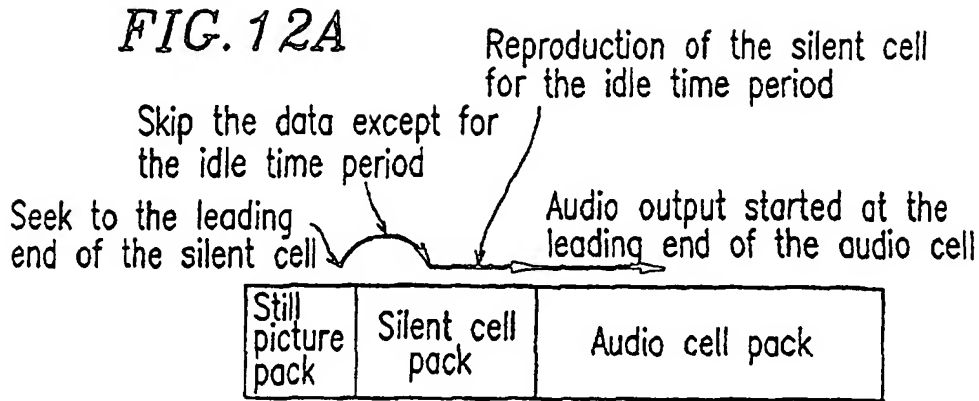 FIG. 12A
Reproduction of the silent cell
for the idle time period
Skip the data except for
the idle time period
Seek to the leading
end of the silent cell
Audio output started at the
leading end of the audio cell
Still
picture
pack
Silent cell
pack
Audio cell pack